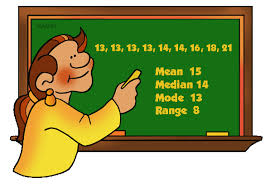 13, 13, 13, 13, 14, 14, 16, 18, 21
Mean 15
Median 14
Mode 13
Range 8